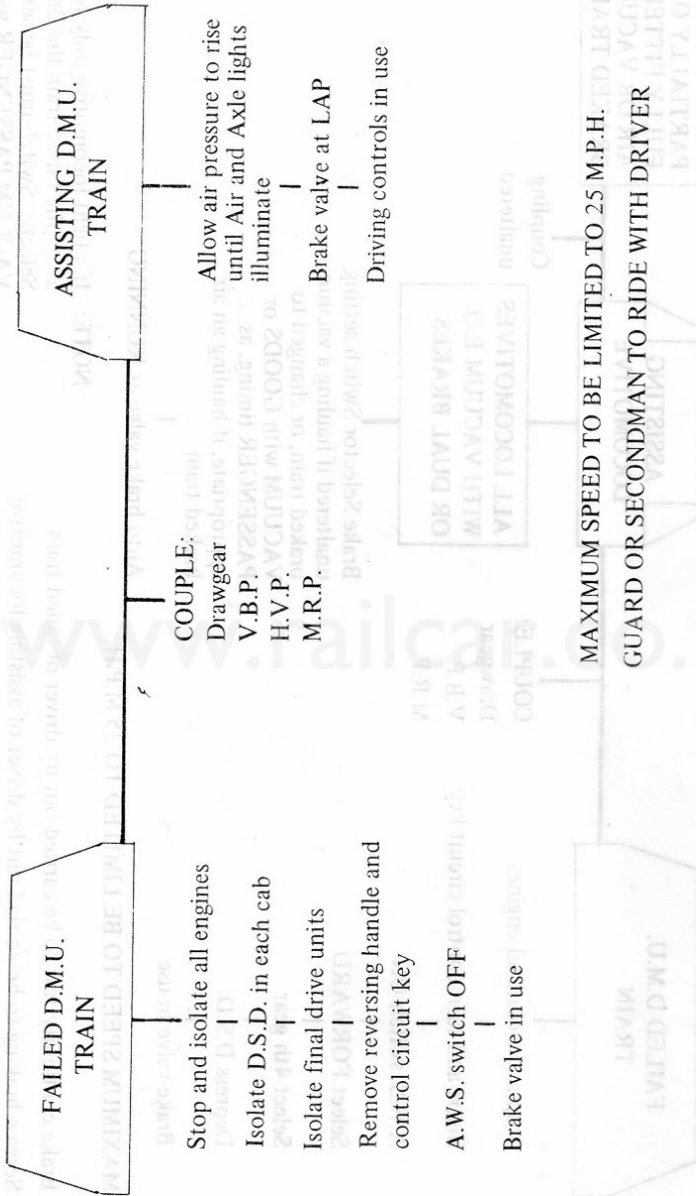 FAILED D.M.U.
TRAIN
Stop and isolate all engines
Isolate D.S.D. in each cab
Isolate final drive units
Remove reversing handle and
control circuit key
A.W.S. switch OFF
Brake valve in use
COUPLE:
Drawgear
V.B.P.
H.V.P.
M.R.P.
ASSISTING D.M.U.
TRAIN
Allow air pressure to rise
until Air and Axle lights
illuminate
Brake valve at LAP
Driving controls in use
MAXIMUM SPEED TO BE LIMITED TO 25 M.P.H.
GUARD OR SECONDMAN TO RIDE WITH DRIVER
www.railcar.co.